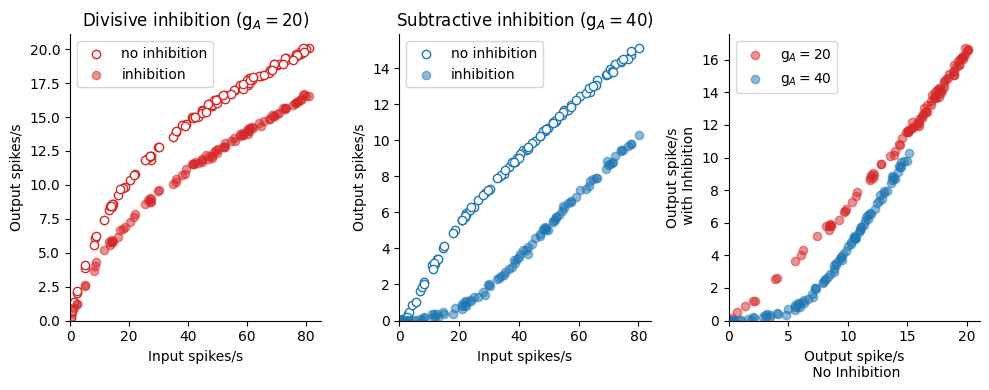 Divisive inhibition (gA = 20)
no inhibition
inhibition
20.0
17.5
15.0
12.5
10.0
7.5
5.0
2.5
0.0
Output spikes/s
0 20 40 60 80
Input spikes/s
Subtractive inhibition (gA = 40)
no inhibition
inhibition
14
12
10
8
6
4
2
0
Output spikes/s
0 20 40 60 80
Input spikes/s
gA = 20
gA = 40
16
14
12
10
8
6
4
2
0
Output spike/s
with Inhibition
0 5 10 15 20
Output spike/s
No Inhibition